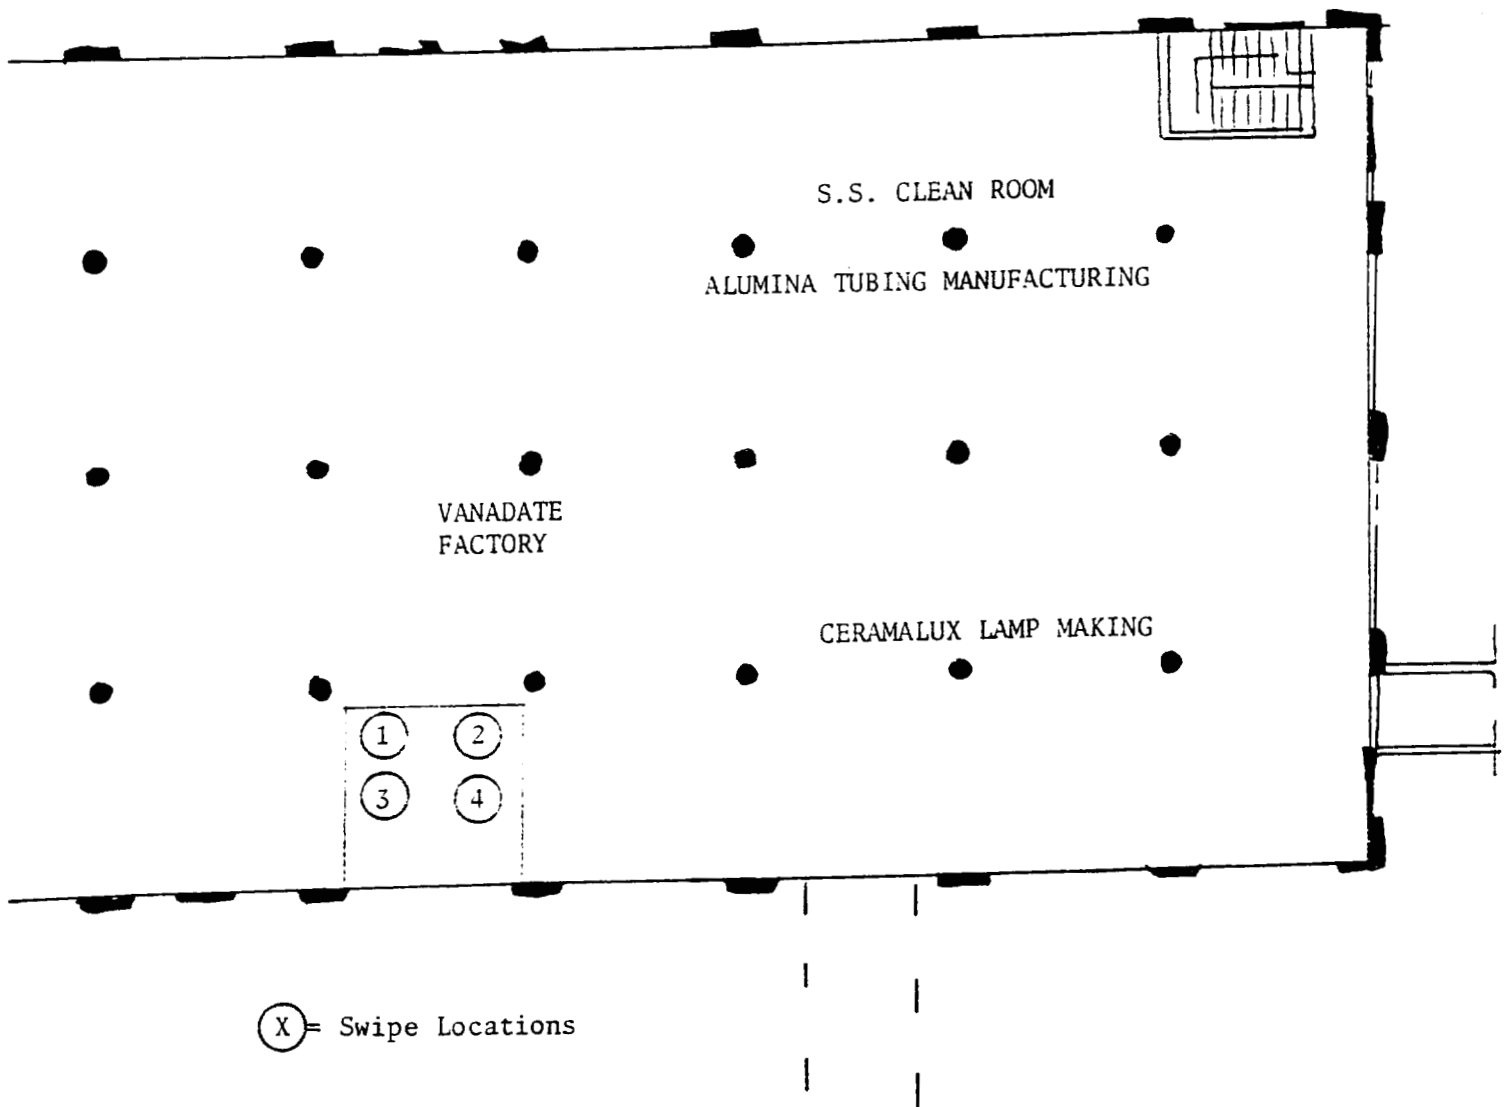 S.S. CLEAN ROOM
ALUMINA TUBING MANUFACTURING
VANADATE
FACTORY
CERAMALUX LAMP MAKING
1 2
3 4
X = Swipe Locations